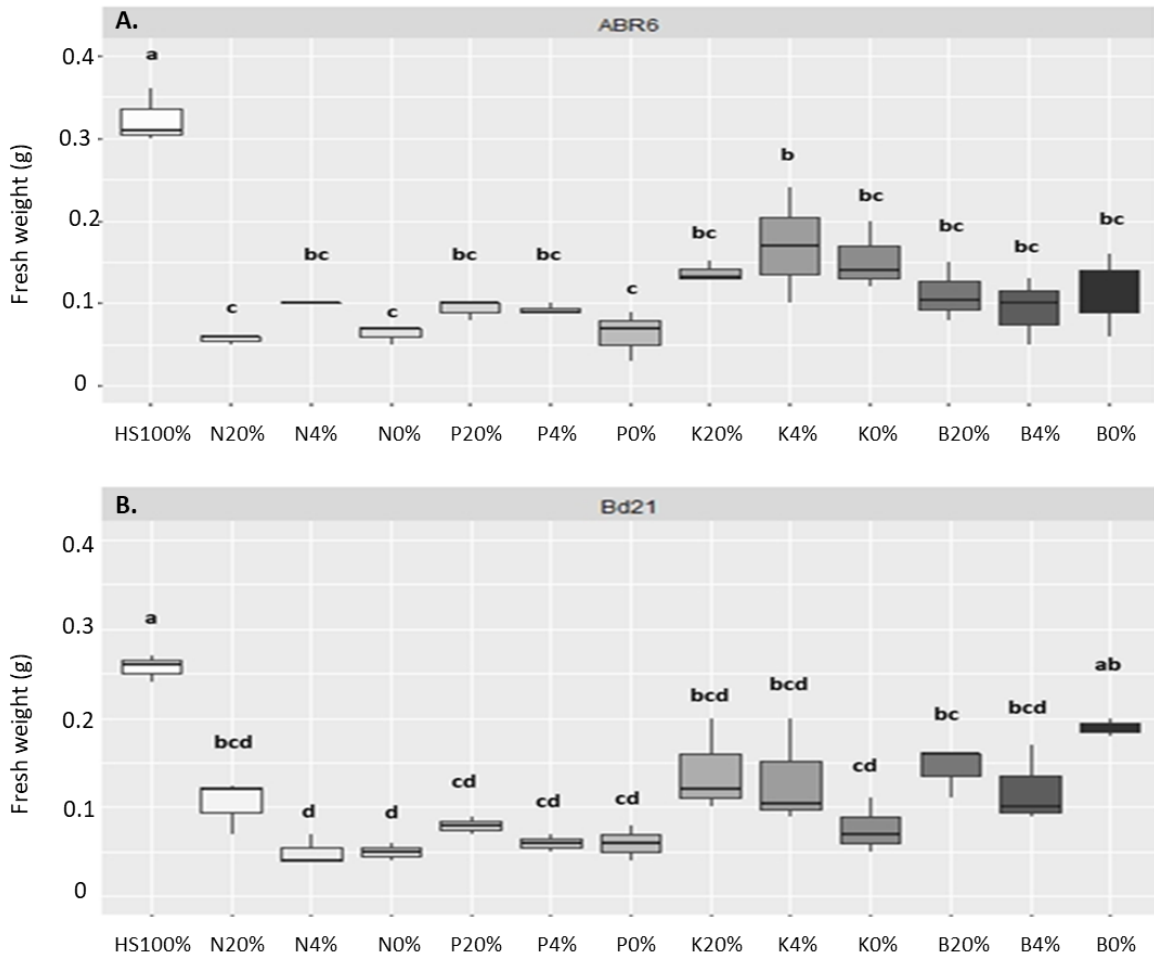 A.
ABR6
Fresh weight (g)
0.4
0.3
0.2
0.1
0
a
c
bc
c
bc
bc
c
bc
b
bc
bc
bc
bc
HS100% N20% N4% N0% P20% P4% P0% K20% K4% K0% B20% B4% B0%
B.
Bd21
Fresh weight (g)
0.4
0.3
0.2
0.1
0
a
bcd
d
d
cd
cd
cd
bcd
bcd
cd
bc
bcd
ab
HS100% N20% N4% N0% P20% P4% P0% K20% K4% K0% B20% B4% B0%